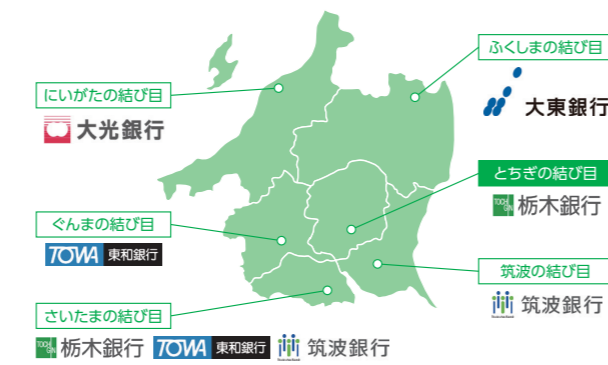 にいがたの結び目
大光銀行
ぐんまの結び目
TOWA 東和銀行
さいたまの結び目
TOCHIGIN 栃木銀行 TOWA 東和銀行 筑波銀行
ふくしまの結び目
大東銀行
とちぎの結び目
TOCHIGIN 栃木銀行
筑波の結び目
筑波銀行